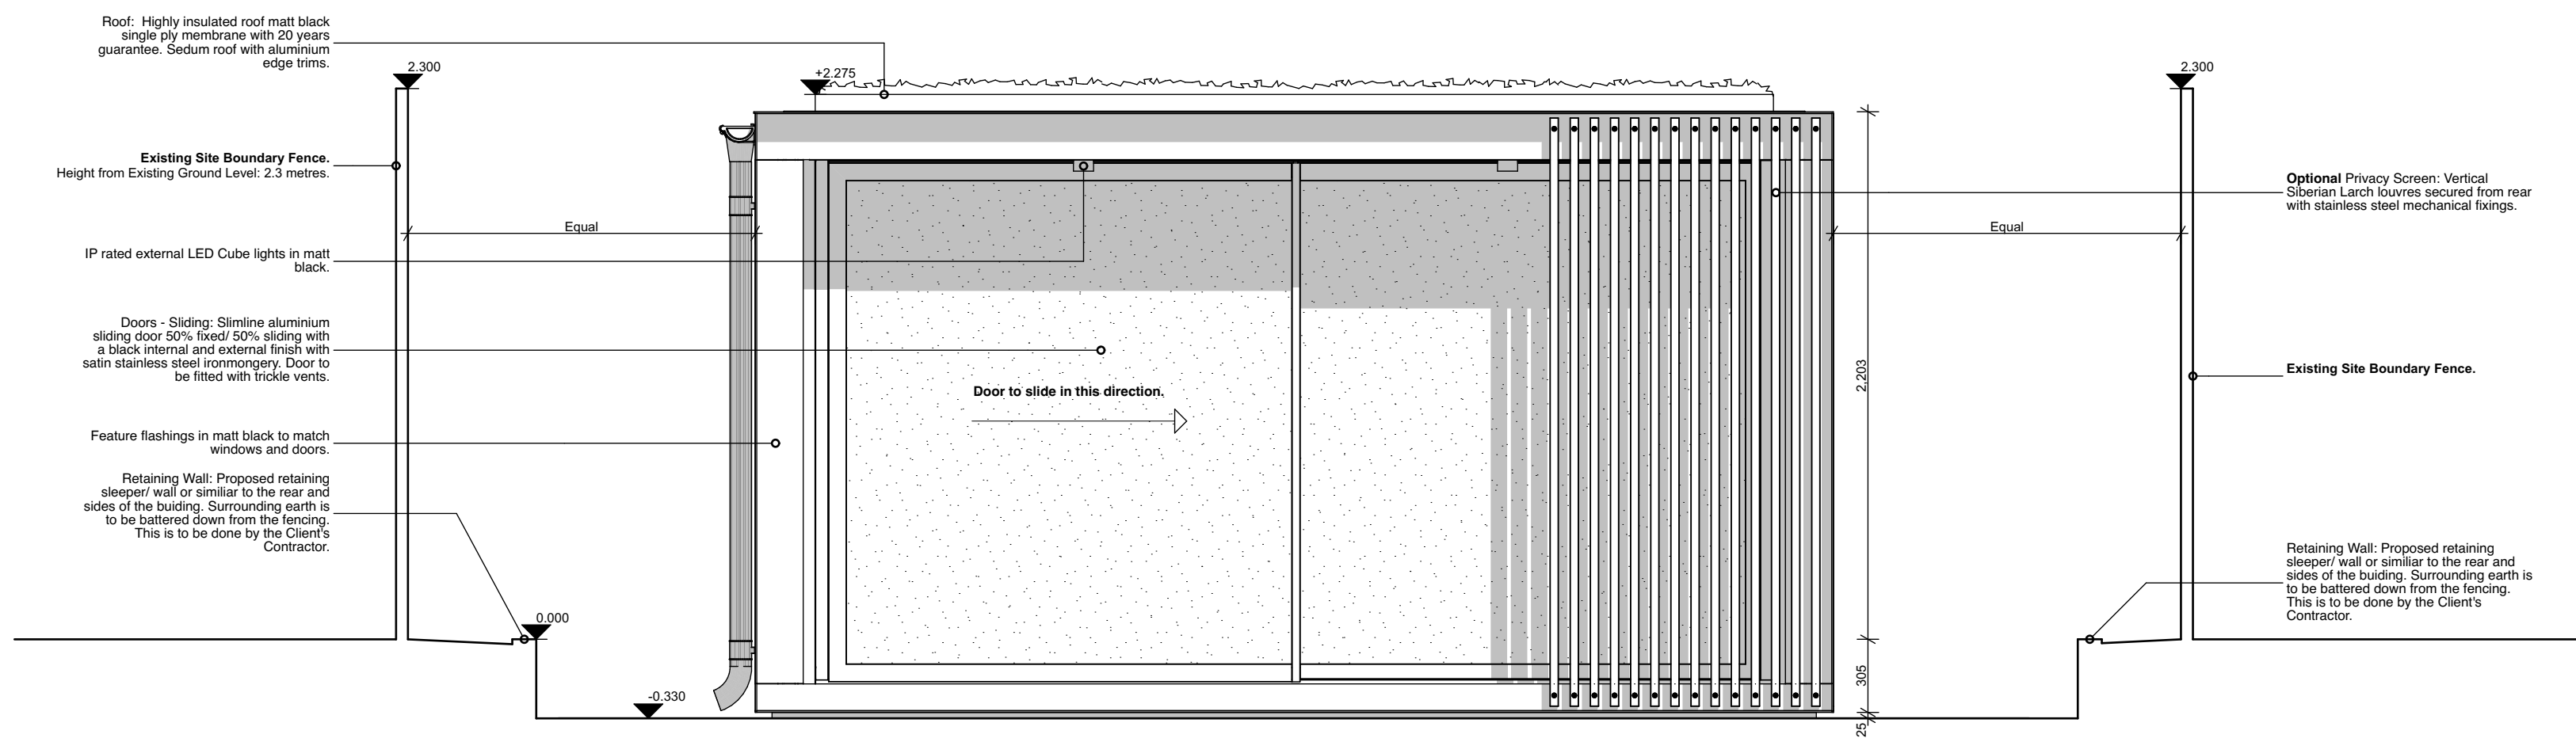 Roof: Highly insulated roof matt black
single ply membrane with 20 years
guarantee. Sedum roof with aluminium
edge trims.
2.300
+2.275
2.300
Existing Site Boundary Fence.
Height from Existing Ground Level: 2.3 metres.
Optional Privacy Screen: Vertical
Siberian Larch louvres secured from rear
with stainless steel mechanical fixings.
Equal
Equal
IP rated external LED Cube lights in matt
black.
Doors - Sliding: Slimline aluminium
sliding door 50% fixed/ 50% sliding with
a black internal and external finish with
satin stainless steel ironmongery. Door to
be fitted with trickle vents.
Door to slide in this direction.
2,203
Existing Site Boundary Fence.
Feature flashings in matt black to match
windows and doors.
Retaining Wall: Proposed retaining
sleeper/ wall or similiar to the rear and
sides of the buiding. Surrounding earth is
to be battered down from the fencing.
This is to be done by the Client's
Contractor.
Retaining Wall: Proposed retaining
sleeper/ wall or similiar to the rear and
sides of the buiding. Surrounding earth is
to be battered down from the fencing.
This is to be done by the Client's
Contractor.
0.000
305
-0.330
25